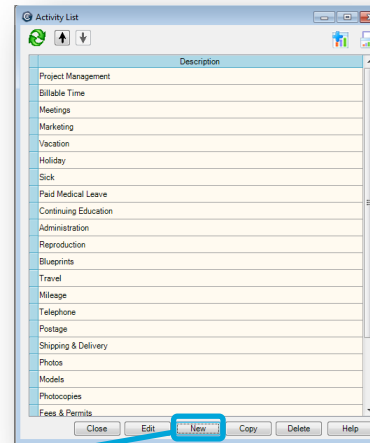 Activity List
Description
Project Management
Billable Time
Meetings
Marketing
Vacation
Holiday
Sick
Paid Medical Leave
Continuing Education
Administration
Reproduction
Blueprints
Travel
Mileage
Telephone
Postage
Shipping & Delivery
Photos
Models
Photocopies
Fees & Permits
Close Edit New Copy Delete Help